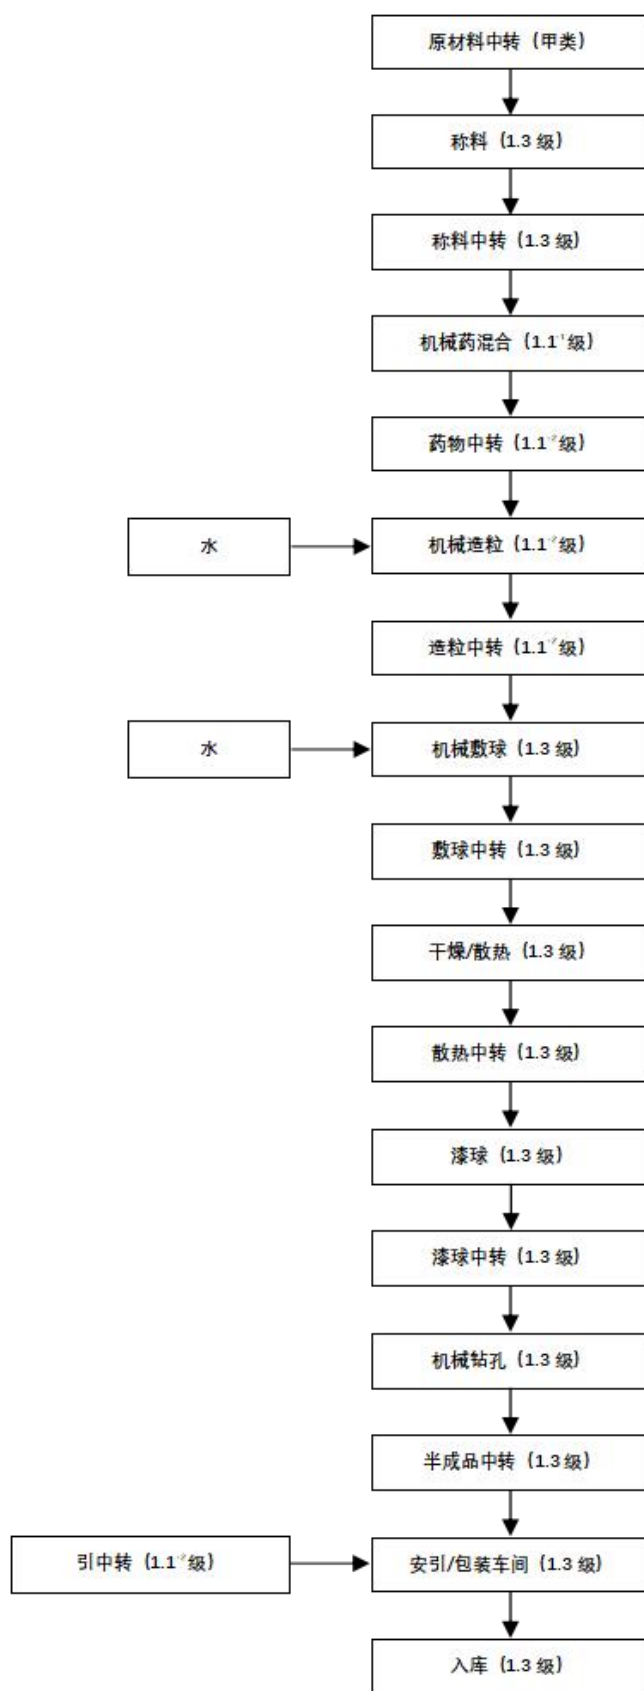 原材料中转（甲类）
称料（1.3 级）
称料中转（1.3 级）
机械药混合（1.1⁻¹级）
药物中转（1.1⁻²级）
水
机械造粒（1.1⁻²级）
造粒中转（1.1⁻²级）
水
机械敷球（1.3 级）
敷球中转（1.3 级）
干燥/散热（1.3 级）
散热中转（1.3 级）
漆球（1.3 级）
漆球中转（1.3 级）
机械钻孔（1.3 级）
半成品中转（1.3 级）
引中转（1.1⁻²级）
安引/包装车间（1.3 级）
入库（1.3 级）